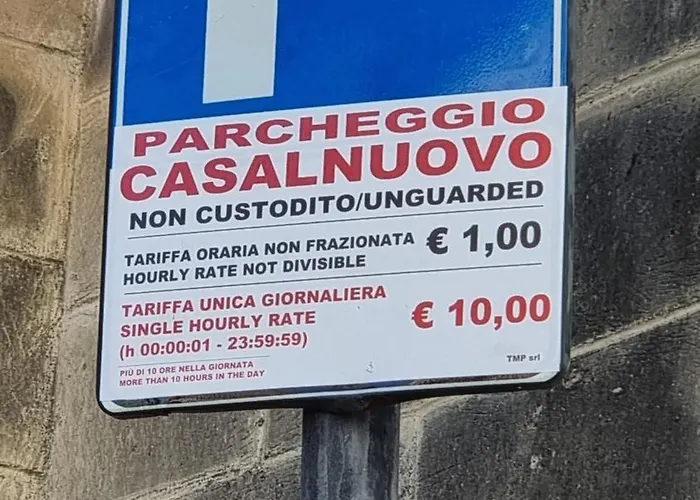 PARCHEGGIO
CASALNUOVO
NON CUSTODITO/UNGUARDED
TARIFFA ORARIA NON FRAZIONATA € 1,00
HOURLY RATE NOT DIVISIBLE
TARIFFA UNICA GIORNALIERA
SINGLE HOURLY RATE € 10,00
(h 00:00:01 - 23:59:59)
PIÙ DI 10 ORE NELLA GIORNATA
MORE THAN 10 HOURS IN THE DAY
TMP srl